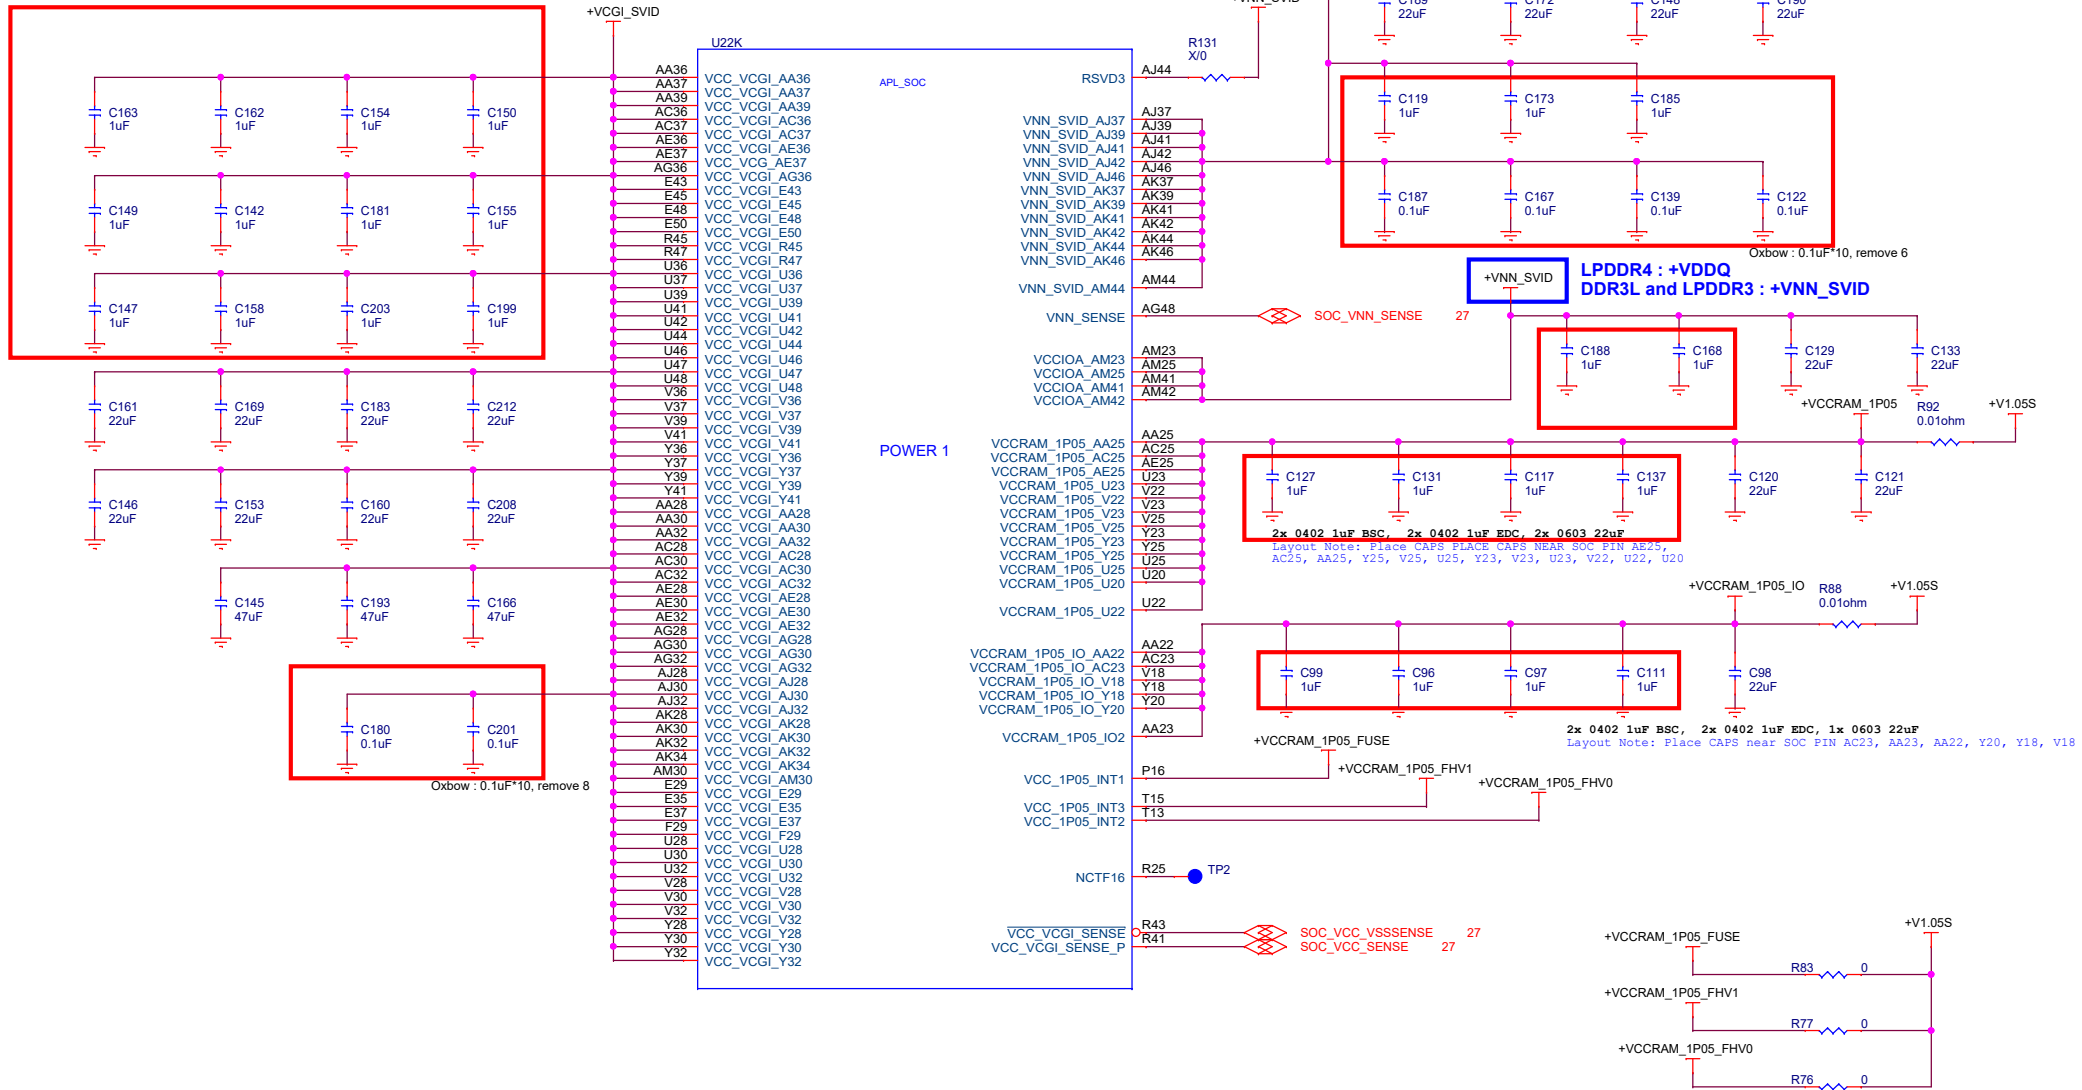 +VCGI_SVID
+VNN_SVID
C189
22uF
C172
22uF
C148
22uF
C190
22uF
U22K
APL_SOC
POWER 1
R131
X/0
C163
1uF
C162
1uF
C154
1uF
C150
1uF
C149
1uF
C142
1uF
C181
1uF
C155
1uF
C147
1uF
C158
1uF
C203
1uF
C199
1uF
C161
22uF
C169
22uF
C183
22uF
C212
22uF
C146
22uF
C153
22uF
C160
22uF
C208
22uF
C145
47uF
C193
47uF
C166
47uF
C180
0.1uF
C201
0.1uF
Oxbow : 0.1uF*10, remove 8
AA36 VCC_VCGI_AA36
AA37 VCC_VCGI_AA37
AA39 VCC_VCGI_AA39
AC36 VCC_VCGI_AC36
AC37 VCC_VCGI_AC37
AE36 VCC_VCGI_AE36
AE37 VCC_VCG_AE37
AG36 VCC_VCGI_AG36
E43 VCC_VCGI_E43
E45 VCC_VCGI_E45
E48 VCC_VCGI_E48
E50 VCC_VCGI_E50
R45 VCC_VCGI_R45
R47 VCC_VCGI_R47
U36 VCC_VCGI_U36
U37 VCC_VCGI_U37
U39 VCC_VCGI_U39
U41 VCC_VCGI_U41
U42 VCC_VCGI_U42
U44 VCC_VCGI_U44
U46 VCC_VCGI_U46
U47 VCC_VCGI_U47
U48 VCC_VCGI_U48
V36 VCC_VCGI_V36
V37 VCC_VCGI_V37
V39 VCC_VCGI_V39
V41 VCC_VCGI_V41
Y36 VCC_VCGI_Y36
Y37 VCC_VCGI_Y37
Y39 VCC_VCGI_Y39
Y41 VCC_VCGI_Y41
AA28 VCC_VCGI_AA28
AA30 VCC_VCGI_AA30
AA32 VCC_VCGI_AA32
AC28 VCC_VCGI_AC28
AC30 VCC_VCGI_AC30
AC32 VCC_VCGI_AC32
AE28 VCC_VCGI_AE28
AE30 VCC_VCGI_AE30
AE32 VCC_VCGI_AE32
AG28 VCC_VCGI_AG28
AG30 VCC_VCGI_AG30
AG32 VCC_VCGI_AG32
AJ28 VCC_VCGI_AJ28
AJ30 VCC_VCGI_AJ30
AJ32 VCC_VCGI_AJ32
AK28 VCC_VCGI_AK28
AK30 VCC_VCGI_AK30
AK32 VCC_VCGI_AK32
AK34 VCC_VCGI_AK34
AM30 VCC_VCGI_AM30
E29 VCC_VCGI_E29
E35 VCC_VCGI_E35
E37 VCC_VCGI_E37
F29 VCC_VCGI_F29
U28 VCC_VCGI_U28
U30 VCC_VCGI_U30
U32 VCC_VCGI_U32
V28 VCC_VCGI_V28
V30 VCC_VCGI_V30
V32 VCC_VCGI_V32
Y28 VCC_VCGI_Y28
Y30 VCC_VCGI_Y30
Y32 VCC_VCGI_Y32
RSVD3 AJ44
VNN_SVID_AJ37 AJ37
VNN_SVID_AJ39 AJ39
VNN_SVID_AJ41 AJ41
VNN_SVID_AJ42 AJ42
VNN_SVID_AJ46 AJ46
VNN_SVID_AK37 AK37
VNN_SVID_AK39 AK39
VNN_SVID_AK41 AK41
VNN_SVID_AK42 AK42
VNN_SVID_AK44 AK44
VNN_SVID_AK46 AK46
VNN_SVID_AM44 AM44
VNN_SENSE AG48 SOC_VNN_SENSE 27
VCCIOA_AM23 AM23
VCCIOA_AM25 AM25
VCCIOA_AM41 AM41
VCCIOA_AM42 AM42
VCCRAM_1P05_AA25 AA25
VCCRAM_1P05_AC25 AC25
VCCRAM_1P05_AE25 AE25
VCCRAM_1P05_U23 U23
VCCRAM_1P05_V22 V22
VCCRAM_1P05_V23 V23
VCCRAM_1P05_V25 V25
VCCRAM_1P05_Y23 Y23
VCCRAM_1P05_Y25 Y25
VCCRAM_1P05_U25 U25
VCCRAM_1P05_U20 U20
VCCRAM_1P05_U22 U22
VCCRAM_1P05_IO_AA22 AA22
VCCRAM_1P05_IO_AC23 AC23
VCCRAM_1P05_IO_V18 V18
VCCRAM_1P05_IO_Y18 Y18
VCCRAM_1P05_IO_Y20 Y20
VCCRAM_1P05_IO2 AA23
VCC_1P05_INT1 P16
VCC_1P05_INT3 T15
VCC_1P05_INT2 T13
NCTF16 R25 TP2
VCC_VCGI_SENSE R43 SOC_VCC_VSSSENSE 27
VCC_VCGI_SENSE_P R41 SOC_VCC_SENSE 27
C119
1uF
C173
1uF
C185
1uF
C187
0.1uF
C167
0.1uF
C139
0.1uF
C122
0.1uF
Oxbow : 0.1uF*10, remove 6
+VNN_SVID
LPDDR4 : +VDDQ
DDR3L and LPDDR3 : +VNN_SVID
C188
1uF
C168
1uF
C129
22uF
C133
22uF
+VCCRAM_1P05
R92
0.01ohm
+V1.05S
C127
1uF
C131
1uF
C117
1uF
C137
1uF
C120
22uF
C121
22uF
2x 0402 1uF BSC, 2x 0402 1uF EDC, 2x 0603 22uF
Layout Note: Place CAPS PLACE CAPS NEAR SOC PIN AE25,
AC25, AA25, Y25, V25, U25, Y23, V23, U23, V22, U22, U20
+VCCRAM_1P05_IO
R88
0.01ohm
+V1.05S
C99
1uF
C96
1uF
C97
1uF
C111
1uF
C98
22uF
2x 0402 1uF BSC, 2x 0402 1uF EDC, 1x 0603 22uF
Layout Note: Place CAPS near SOC PIN AC23, AA23, AA22, Y20, Y18, V18
+VCCRAM_1P05_FUSE
+VCCRAM_1P05_FHV1
+VCCRAM_1P05_FHV0
+V1.05S
+VCCRAM_1P05_FUSE
R83 0
+VCCRAM_1P05_FHV1
R77 0
+VCCRAM_1P05_FHV0
R76 0